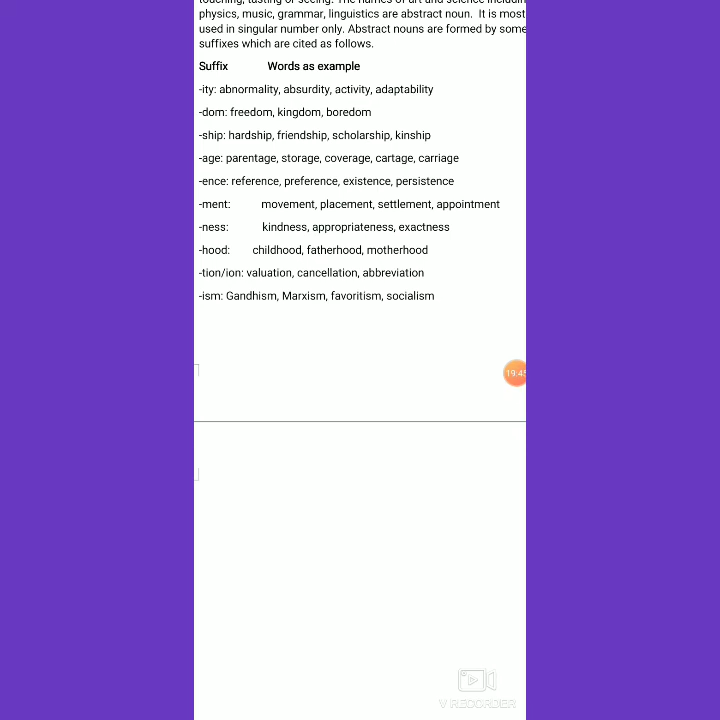 touching, tasting or seeing. The names of art and science includin
physics, music, grammar, linguistics are abstract noun. It is most
used in singular number only. Abstract nouns are formed by some
suffixes which are cited as follows.
Suffix Words as example
-ity: abnormality, absurdity, activity, adaptability
-dom: freedom, kingdom, boredom
-ship: hardship, friendship, scholarship, kinship
-age: parentage, storage, coverage, cartage, carriage
-ence: reference, preference, existence, persistence
-ment: movement, placement, settlement, appointment
-ness: kindness, appropriateness, exactness
-hood: childhood, fatherhood, motherhood
-tion/ion: valuation, cancellation, abbreviation
-ism: Gandhism, Marxism, favoritism, socialism
19:45
V RECORDER